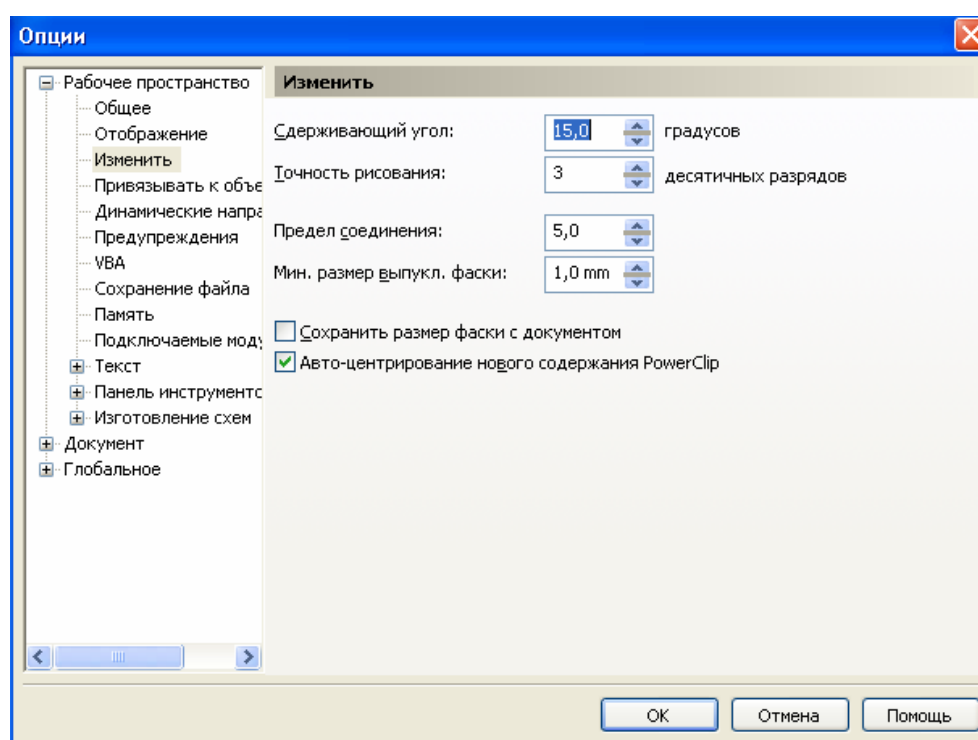 Опции
Рабочее пространство
Общее
Отображение
Изменить
Привязывать к объе
Динамические напра
Предупреждения
VBA
Сохранение файла
Память
Подключаемые моду
Текст
Панель инструментс
Изготовление схем
Документ
Глобальное
Изменить
Сдерживающий угол: 15,0 градусов
Точность рисования: 3 десятичных разрядов
Предел соединения: 5,0
Мин. размер выпукл. фаски: 1,0 mm
Сохранить размер фаски с документом
Авто-центрирование нового содержания PowerClip
OK Отмена Помощь